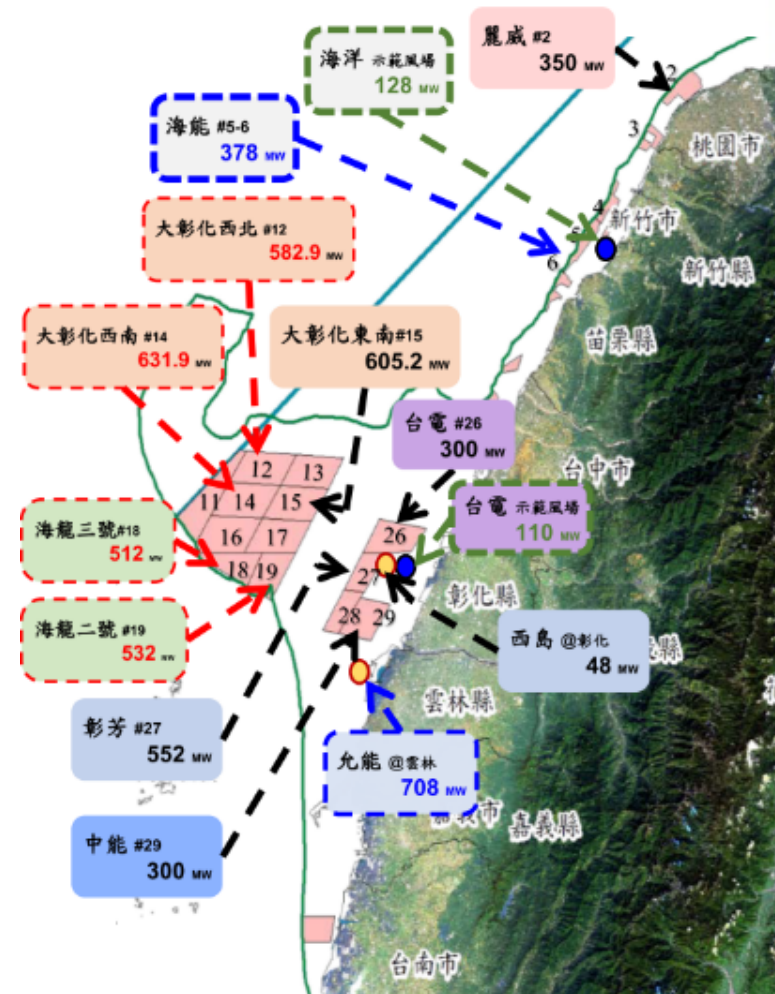 麗威 #2
350 MW
海洋 示範風場
128 MW
海能 #5-6
378 MW
大彰化西北 #12
582.9 MW
大彰化西南 #14
631.9 MW
大彰化東南#15
605.2 MW
台電 #26
300 MW
台電 示範風場
110 MW
海龍三號#18
512 MW
海龍二號 #19
532 MW
西島 @彰化
48 MW
彰芳 #27
552 MW
允能 @雲林
708 MW
中能 #29
300 MW
2
3
4
5
6
桃園市
新竹市
新竹縣
苗栗縣
台中市
彰化縣
雲林縣
嘉義市
嘉義縣
台南市
12
13
11
14
15
16
17
18
19
26
27
28
29